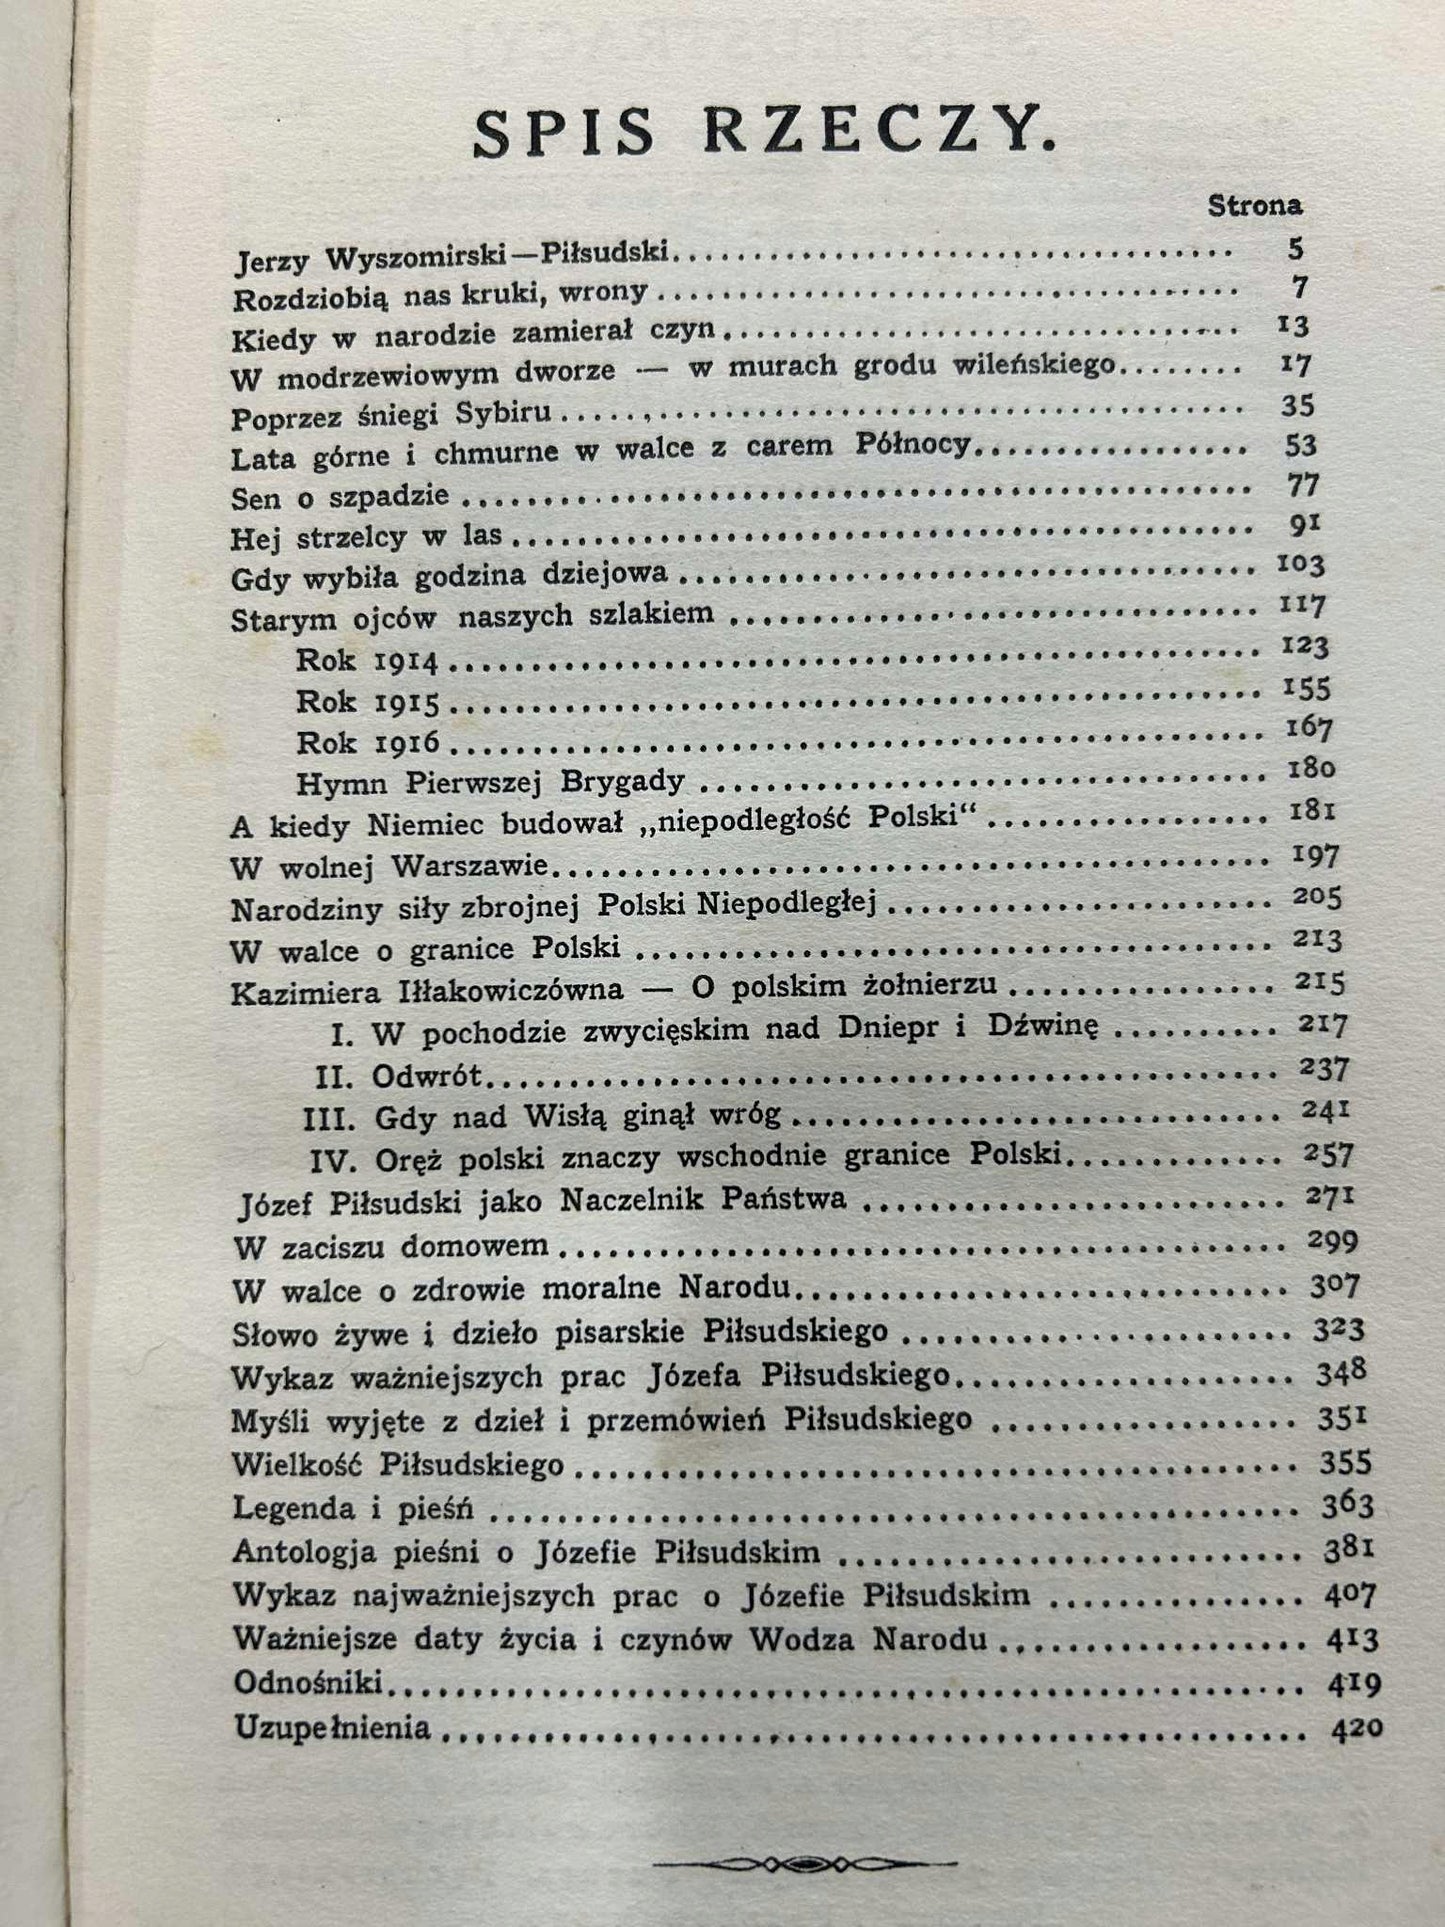 SPIS RZECZY.
Strona
Jerzy Wyszomirski—Piłsudski.................................. 5
Rozdziobią nas kruki, wrony .................................... 7
Kiedy w narodzie zamierał czyn................................ 13
W modrzewiowym dworze — w murach grodu wileńskiego........ 17
Poprzez śniegi Sybiru........................................ 35
Lata górne i chmurne w walce z carem Północy................. 53
Sen o szpadzie .............................................. 77
Hej strzelcy w las........................................... 91
Gdy wybiła godzina dziejowa .................................. 103
Starym ojców naszych szlakiem ................................ 117
Rok 1914.................................................. 123
Rok 1915.................................................. 155
Rok 1916.................................................. 167
Hymn Pierwszej Brygady .................................. 180
A kiedy Niemiec budował „niepodległość Polski“................. 181
W wolnej Warszawie........................................... 197
Narodziny siły zbrojnej Polski Niepodległej....................... 205
W walce o granice Polski ...................................... 213
Kazimiera Iłłakowiczówna — O polskim żołnierzu ................ 215
I. W pochodzie zwycięskim nad Dniepr i Dźwinę .......... 217
II. Odwrót................................................ 237
III. Gdy nad Wisłą ginął wróg.............................. 241
IV. Oręż polski znaczy wschodnie granice Polski............. 257
Józef Piłsudski jako Naczelnik Państwa ......................... 271
W zaciszu domowem........................................... 299
W walce o zdrowie moralne Narodu............................. 307
Słowo żywe i dzieło pisarskie Piłsudskiego ....................... 323
Wykaz ważniejszych prac Józefa Piłsudskiego.................... 348
Myśli wyjęte z dzieł i przemówień Piłsudskiego .................. 351
Wielkość Piłsudskiego.......................................... 355
Legenda i pieśń ............................................... 363
Antologja pieśni o Józefie Piłsudskim ........................... 381
Wykaz najważniejszych prac o Józefie Piłsudskim ............... 407
Ważniejsze daty życia i czynów Wodza Narodu .................. 413
Odnośniki..................................................... 419
Uzupełnienia .................................................. 420